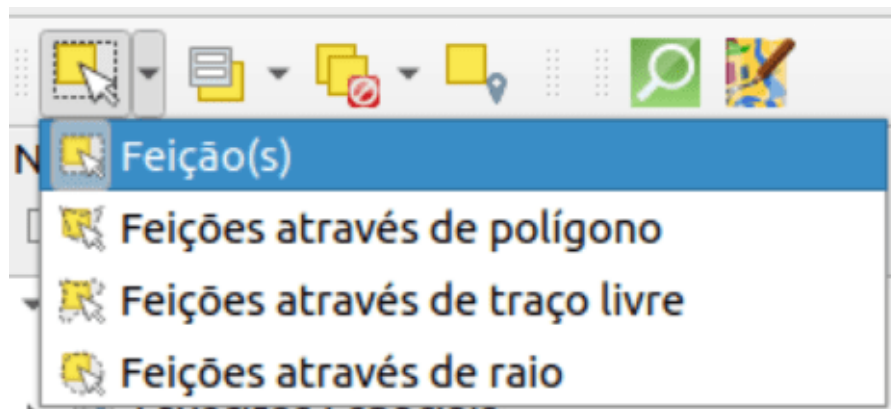 N
Feição(s)
Feições através de polígono
Feições através de traço livre
Feições através de raio